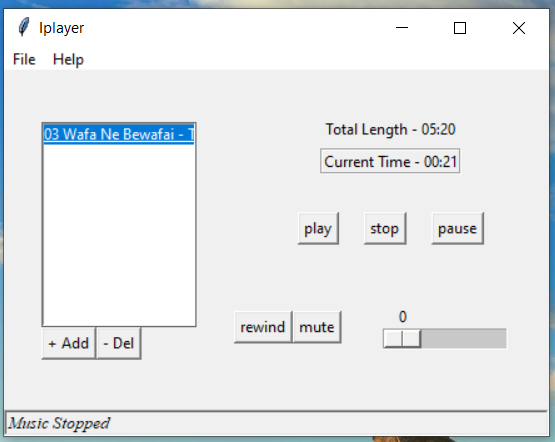 Iplayer
File Help
03 Wafa Ne Bewafai - T
Total Length - 05:20
Current Time - 00:21
play stop pause
rewind mute
0
+ Add - Del
Music Stopped